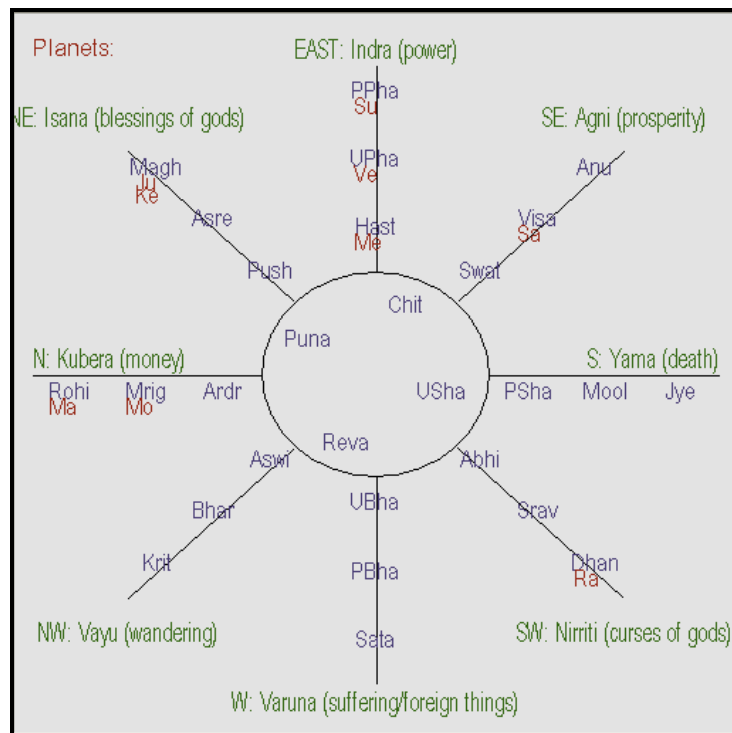 Planets:
EAST: Indra (power)
PPha
Su
NE: Isana (blessings of gods)
SE: Agni (prosperity)
UPha
Ve
Magh
Ju
Ke
Anu
Asre
Hast
Me
Visa
Sa
Push
Swat
Chit
Puna
N: Kubera (money)
S: Yama (death)
Rohi
Ma
Mrig
Mo
Ardr
USha
PSha
Mool
Jye
Reva
Aswi
Abhi
UBha
Bhar
Srav
Krit
PBha
Dhan
Ra
NW: Vayu (wandering)
Sata
SW: Nirriti (curses of gods)
W: Varuna (suffering/foreign things)